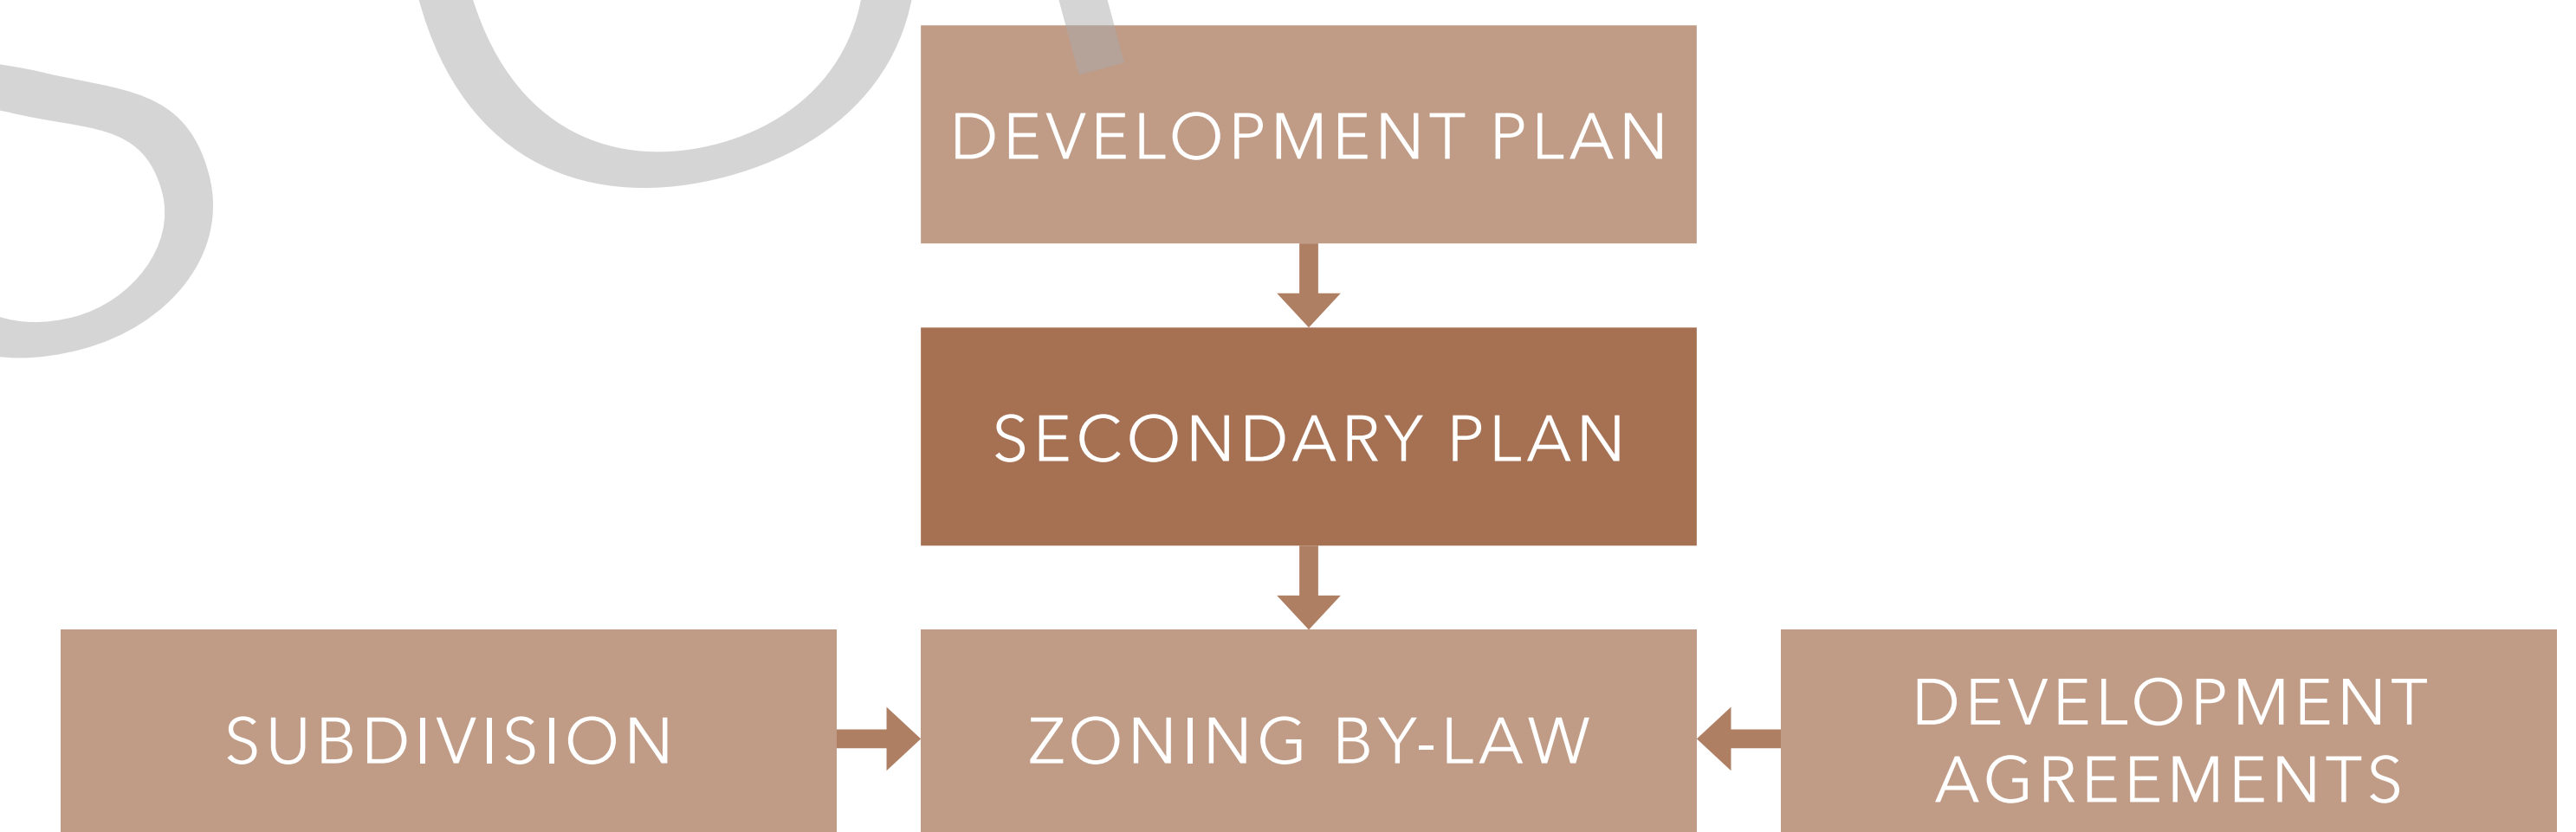 DEVELOPMENT PLAN
SECONDARY PLAN
SUBDIVISION
ZONING BY-LAW
DEVELOPMENT
AGREEMENTS